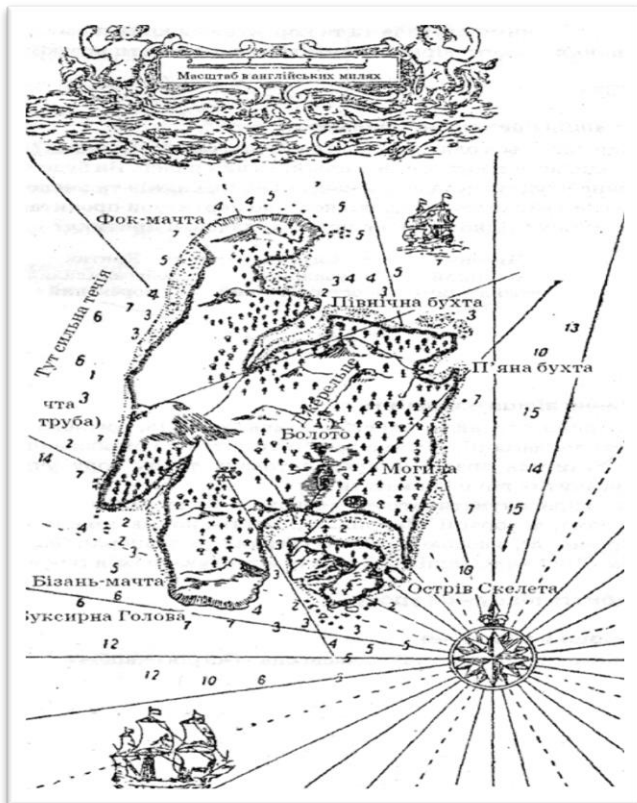 Масштаб в англійських милях
Фок-мачта
Північна бухта
Тут сильна течія
П'яна бухта
чта
труба)
Джерельце
Болото
Могила
Бізань-мачта
Острів Скелета
Буксирна Голова